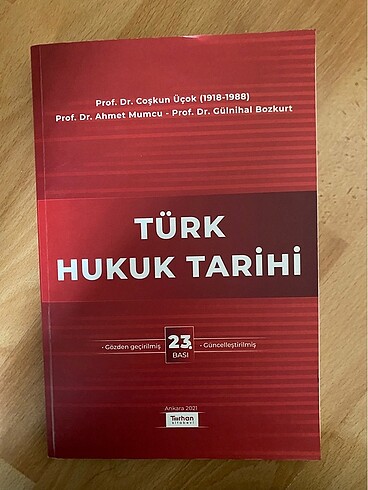 Prof. Dr. Coşkun Üçok (1918-1988)
Prof. Dr. Ahmet Mumcu - Prof. Dr. Gülnihal Bozkurt
TÜRK
HUKUK TARİHİ
• Gözden geçirilmiş
23.
BASI
• Güncelleştirilmiş
Ankara 2021
Turhan
kitabevi